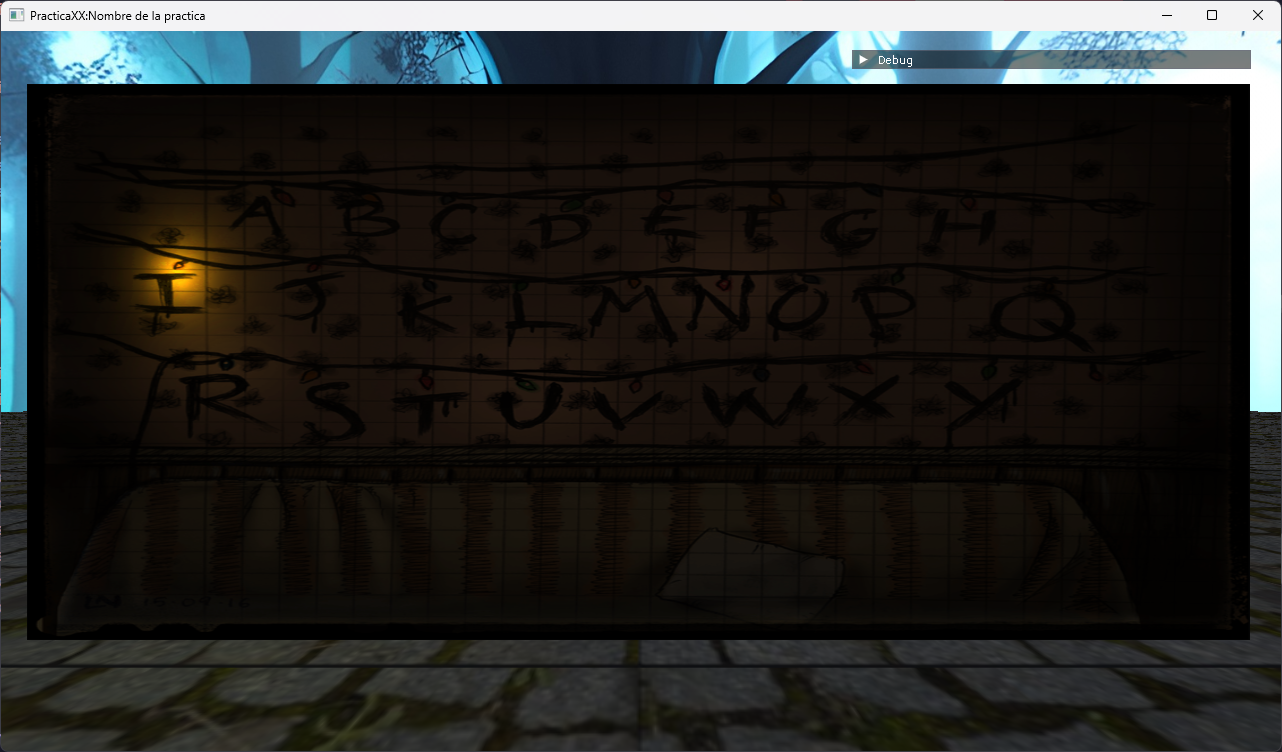 PracticaXX:Nombre de la practica
Debug
A B C D E F G H
I J K L M N O P Q
R S T U V W X Y